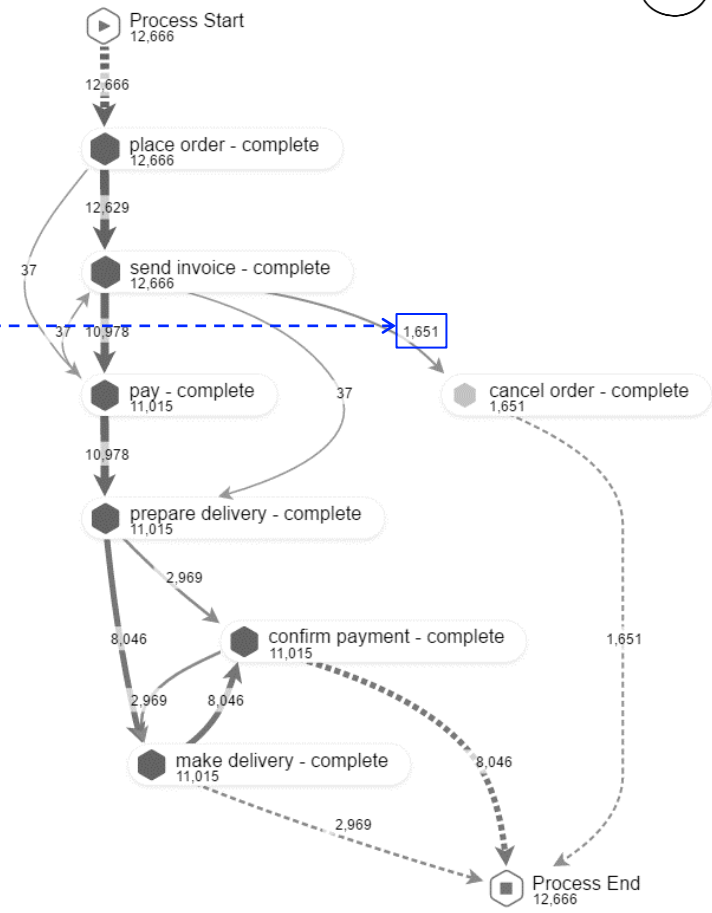 Process Start
12,666
12,666
place order - complete
12,666
12,629
37
send invoice - complete
12,666
37
10,978
1,651
37
pay - complete
11,015
cancel order - complete
1,651
10,978
prepare delivery - complete
11,015
2,969
8,046
confirm payment - complete
11,015
1,651
2,969
8,046
make delivery - complete
11,015
8,046
2,969
Process End
12,666